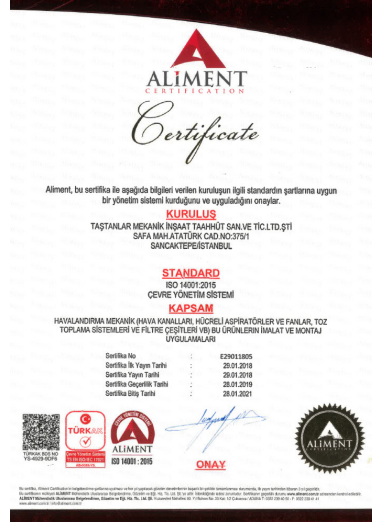 ALIMENT
CERTIFICATION
Certificate
Aliment, bu sertifika ile aşağıda bilgileri verilen kuruluşun ilgili standardın şartlarına uygun
bir yönetim sistemi kurduğunu ve uyguladığını onaylar.
KURULUŞ
TAŞTANLAR MEKANİK İNŞAAT TAAHHÜT SAN.VE TİC.LTD.ŞTİ
SAFA MAH.ATATÜRK CAD.NO:375/1
SANCAKTEPE/İSTANBUL
STANDARD
ISO 14001:2015
ÇEVRE YÖNETİM SİSTEMİ
KAPSAM
HAVALANDIRMA MEKANİK (HAVA KANALLARI, HÜCRELİ ASPİRATÖRLER VE FANLAR, TOZ
TOPLAMA SİSTEMLERİ VE FİLTRE ÇEŞİTLERİ VB) BU ÜRÜNLERİN İMALAT VE MONTAJ
UYGULAMALARI
Sertifika No E29011805
Sertifika İlk Yayın Tarihi 29.01.2018
Sertifika Yayın Tarihi 29.01.2018
Sertifika Geçerlilik Tarihi 28.01.2019
Sertifika Bitiş Tarihi 28.01.2021
TÜRKAK
TÜRKAK BDS NO
ALIMENT
ISO 14001 : 2015
ONAY
ALIMENT